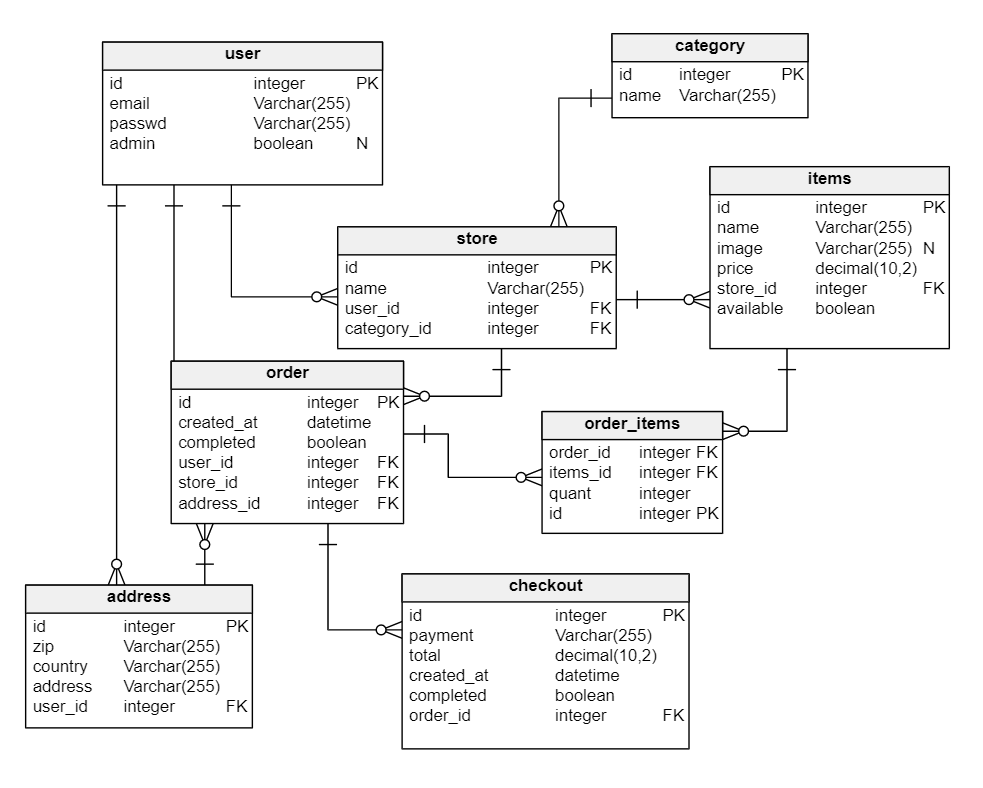 user
id integer PK
email Varchar(255)
passwd Varchar(255)
admin boolean N
category
id integer PK
name Varchar(255)
items
id integer PK
name Varchar(255)
image Varchar(255) N
price decimal(10,2)
store_id integer FK
available boolean
store
id integer PK
name Varchar(255)
user_id integer FK
category_id integer FK
order
id integer PK
created_at datetime
completed boolean
user_id integer FK
store_id integer FK
address_id integer FK
order_items
order_id integer FK
items_id integer FK
quant integer
id integer PK
address
id integer PK
zip Varchar(255)
country Varchar(255)
address Varchar(255)
user_id integer FK
checkout
id integer PK
payment Varchar(255)
total decimal(10,2)
created_at datetime
completed boolean
order_id integer FK